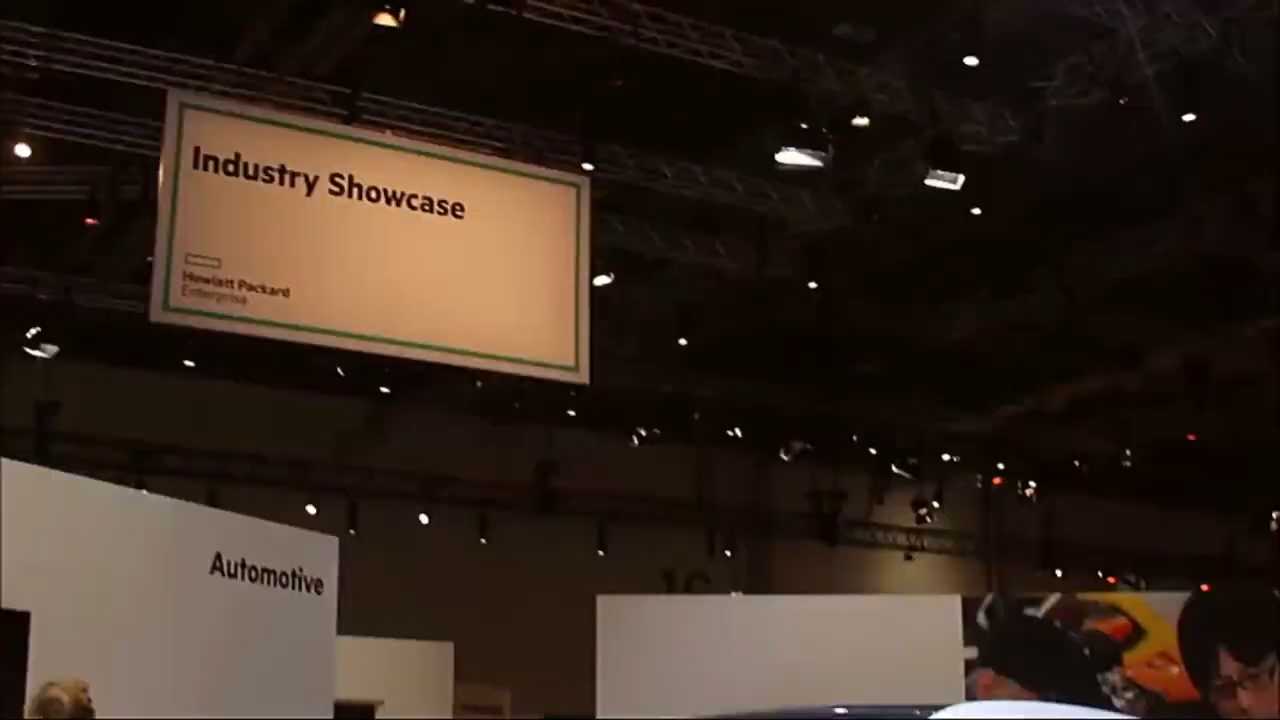 Industry Showcase
Hewlett Packard
Enterprise
Automotive